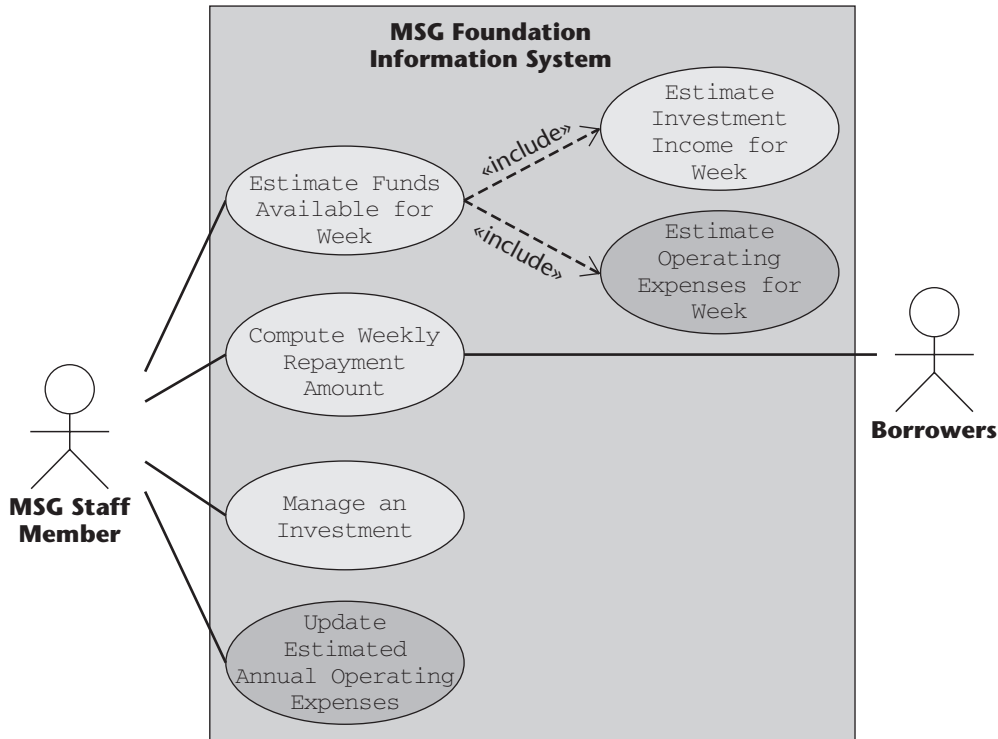 MSG Foundation
Information System
Estimate
Investment
Income for
Week
«include»
Estimate Funds
Available for
Week
«include»
Estimate
Operating
Expenses for
Week
Compute Weekly
Repayment
Amount
Borrowers
MSG Staff
Member
Manage an
Investment
Update
Estimated
Annual Operating
Expenses